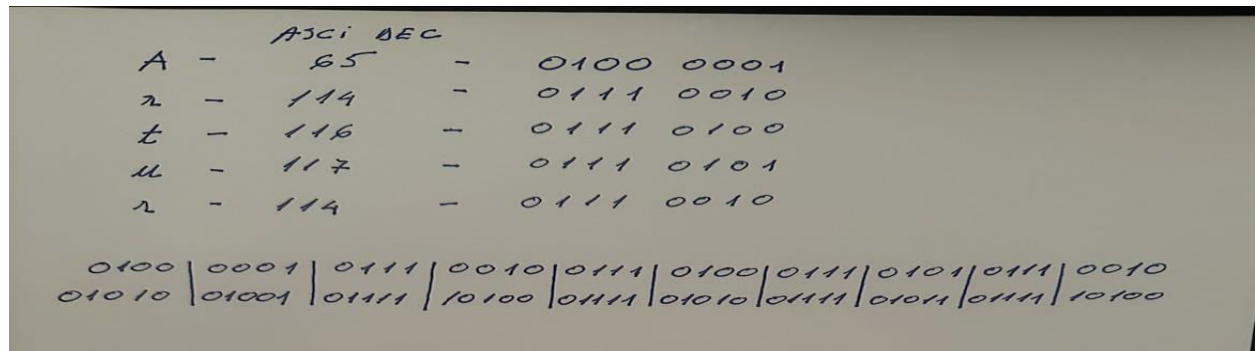 ASCi DEC
A - 65 - 0100 0001
r - 114 - 0111 0010
t - 116 - 0111 0100
u - 117 - 0111 0101
r - 114 - 0111 0010
0100 | 0001 | 0111 | 0010 | 0111 | 0100 | 0111 | 0101 | 0111 | 0010
01010 | 01001 | 01111 | 10100 | 01111 | 01010 | 01111 | 01011 | 01111 | 10100